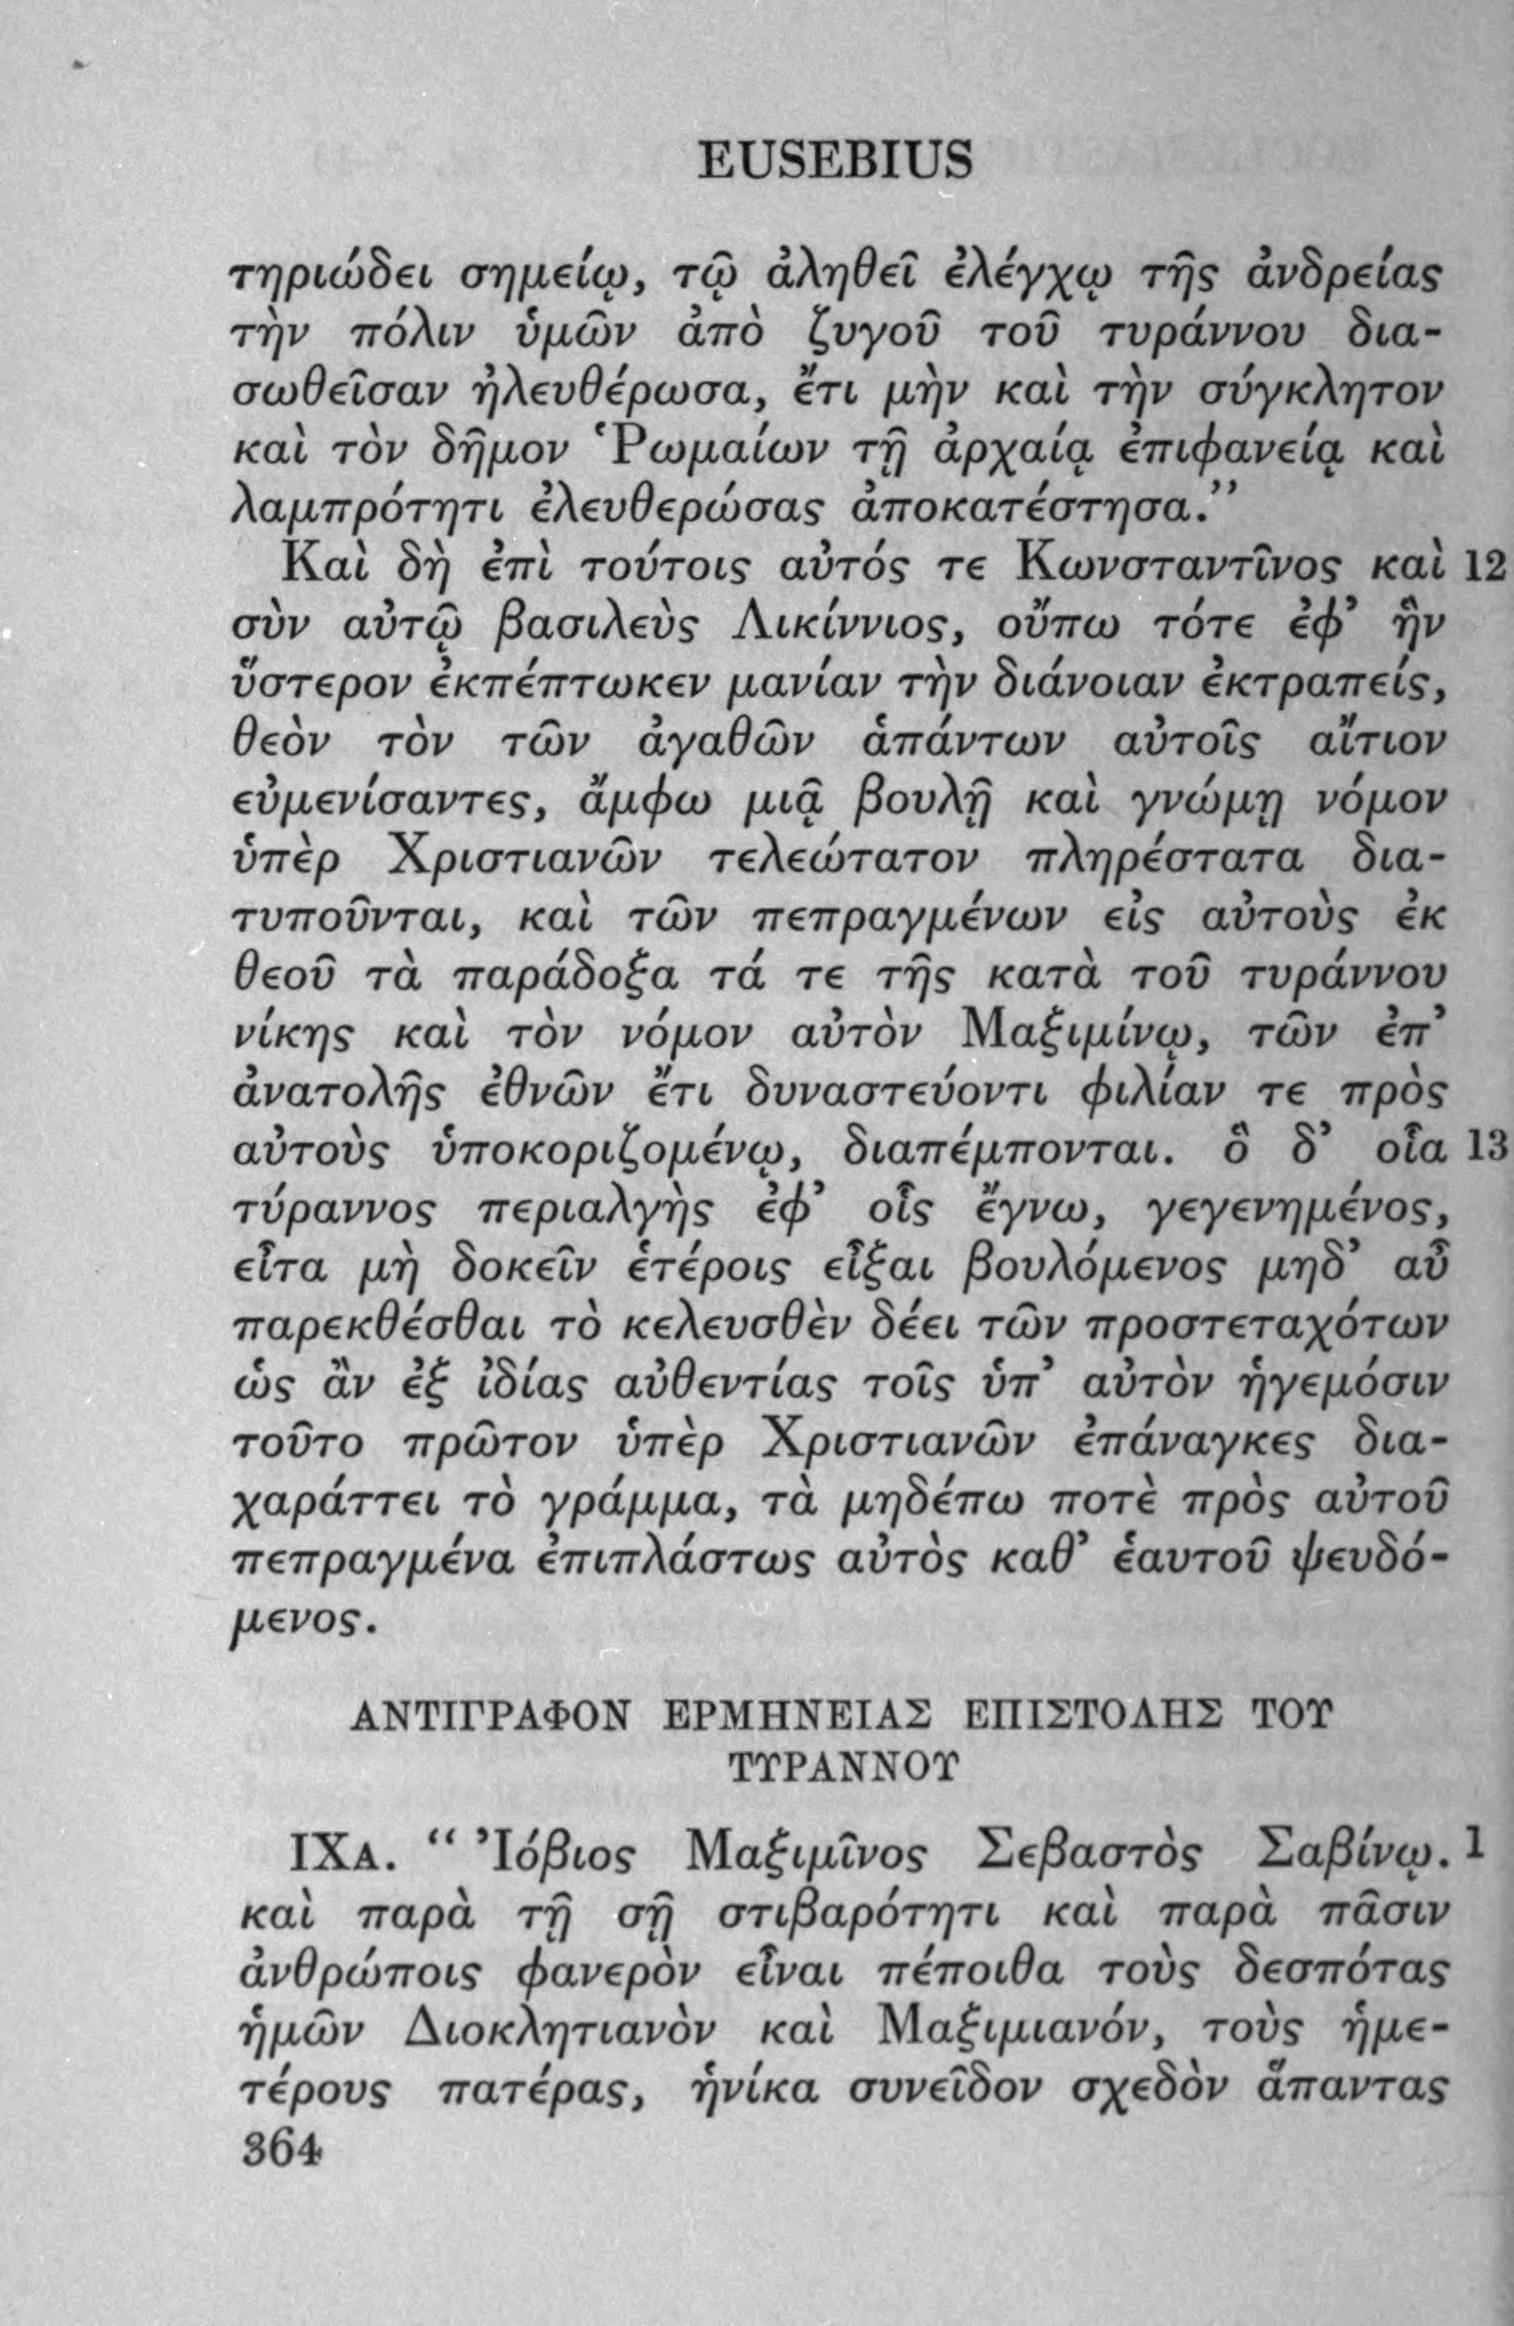 EUSEBIUS
τηριώδει σημείῳ, τῷ ἀληθεῖ ἐλέγχῳ τῆς ἀνδρείας
τὴν πόλιν ὑμῶν ἀπὸ ζυγοῦ τοῦ τυράννου δια-
σωθεῖσαν ἠλευθέρωσα, ἔτι μὴν καὶ τὴν σύγκλητον
καὶ τὸν δῆμον Ῥωμαίων τῇ ἀρχαίᾳ ἐπιφανείᾳ καὶ
λαμπρότητι ἐλευθερώσας ἀποκατέστησα.”
Καὶ δὴ ἐπὶ τούτοις αὐτός τε Κωνσταντῖνος καὶ 12
σὺν αὐτῷ βασιλεὺς Λικίννιος, οὔπω τότε ἐφ’ ἣν
ὕστερον ἐκπέπτωκεν μανίαν τὴν διάνοιαν ἐκτραπείς,
θεὸν τὸν τῶν ἀγαθῶν ἁπάντων αὐτοῖς αἴτιον
εὐμενίσαντες, ἄμφω μιᾷ βουλῇ καὶ γνώμῃ νόμον
ὑπὲρ Χριστιανῶν τελεώτατον πληρέστατα δια-
τυποῦνται, καὶ τῶν πεπραγμένων εἰς αὐτοὺς ἐκ
θεοῦ τὰ παράδοξα τά τε τῆς κατὰ τοῦ τυράννου
νίκης καὶ τὸν νόμον αὐτὸν Μαξιμίνῳ, τῶν ἐπ’
ἀνατολῆς ἐθνῶν ἔτι δυναστεύοντι φιλίαν τε πρὸς
αὐτοὺς ὑποκοριζομένῳ, διαπέμπονται. ὃ δ’ οἷα 13
τύραννος περιαλγὴς ἐφ’ οἷς ἔγνω, γεγενημένος,
εἶτα μὴ δοκεῖν ἑτέροις εἶξαι βουλόμενος μηδ’ αὖ
παρεκθέσθαι τὸ κελευσθὲν δέει τῶν προστεταχότων
ὡς ἂν ἐξ ἰδίας αὐθεντίας τοῖς ὑπ’ αὐτὸν ἡγεμόσιν
τοῦτο πρῶτον ὑπὲρ Χριστιανῶν ἐπάναγκες δια-
χαράττει τὸ γράμμα, τὰ μηδέπω ποτὲ πρὸς αὐτοῦ
πεπραγμένα ἐπιπλάστως αὐτὸς καθ’ ἑαυτοῦ ψευδό-
μενος.
ΑΝΤΙΓΡΑΦΟΝ ΕΡΜΗΝΕΙΑΣ ΕΠΙΣΤΟΛΗΣ ΤΟΥ
ΤΥΡΑΝΝΟΥ
IXA. “ Ἰόβιος Μαξιμῖνος Σεβαστὸς Σαβίνῳ. 1
καὶ παρὰ τῇ σῇ στιβαρότητι καὶ παρὰ πᾶσιν
ἀνθρώποις φανερὸν εἶναι πέποιθα τοὺς δεσπότας
ἡμῶν Διοκλητιανὸν καὶ Μαξιμιανόν, τοὺς ἡμε-
τέρους πατέρας, ἡνίκα συνεῖδον σχεδὸν ἅπαντας
364